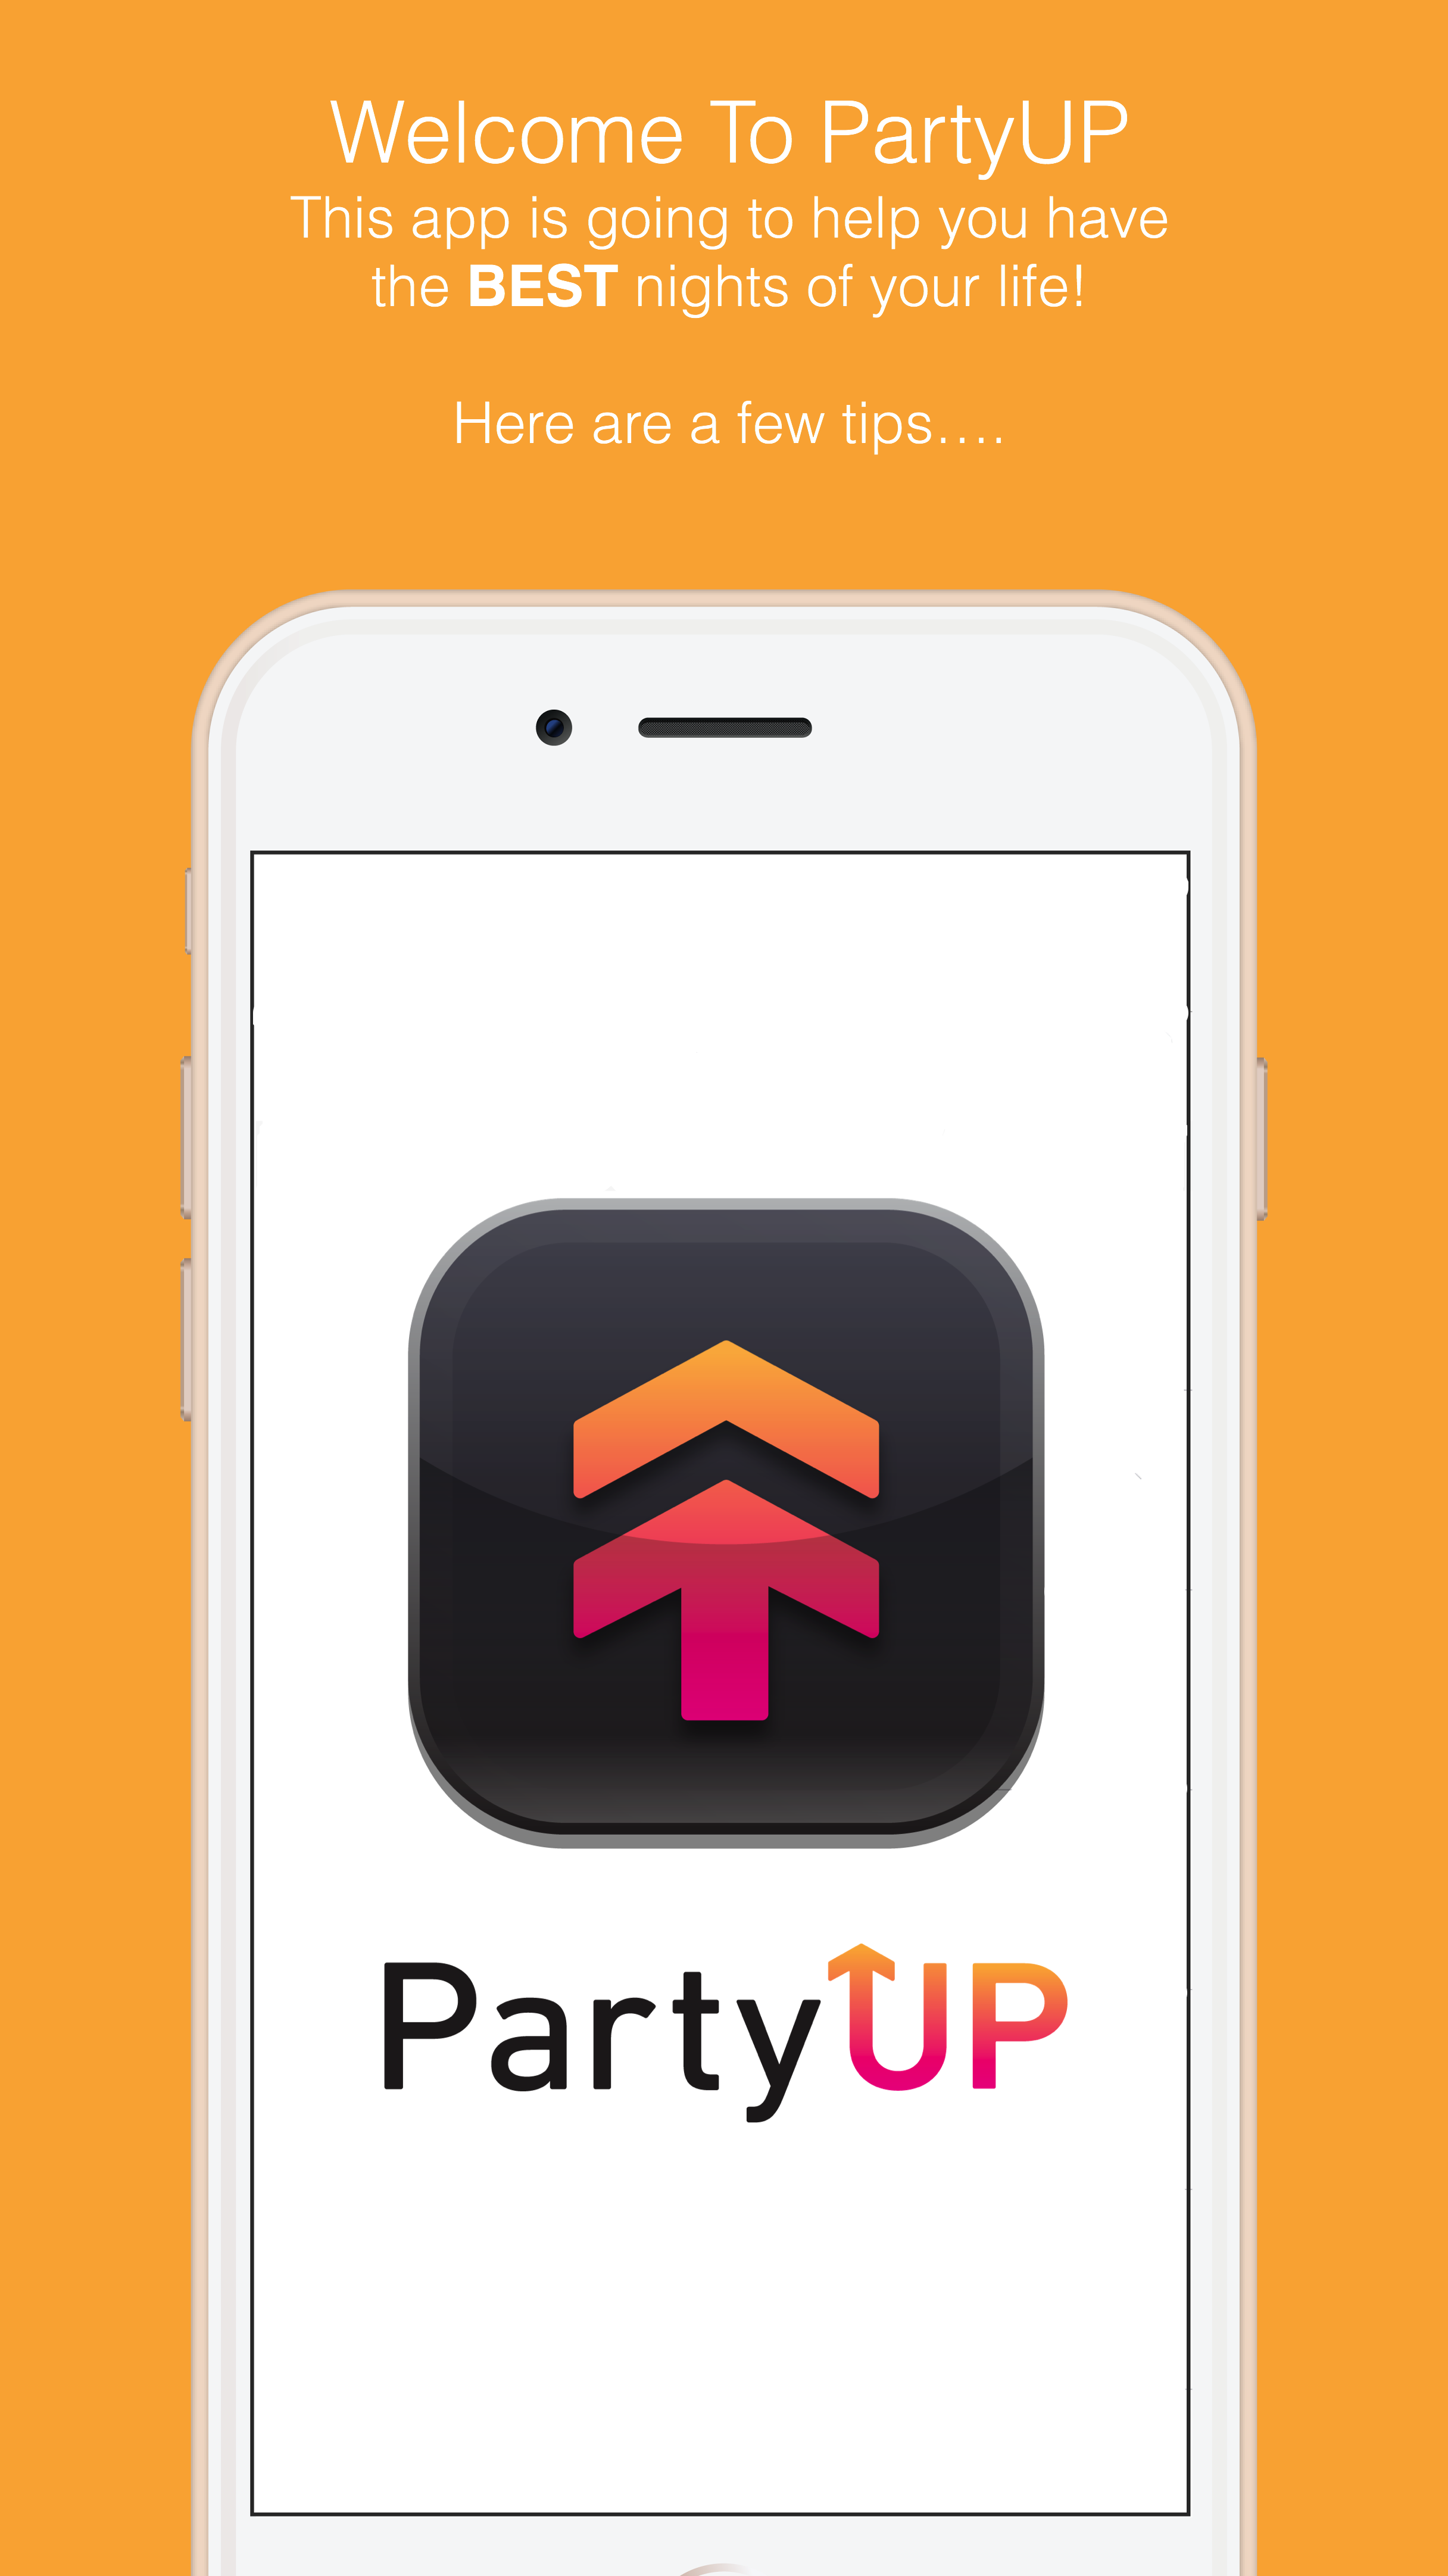 Welcome To PartyUP
This app is going to help you have
the BEST nights of your life!
Here are a few tips....
PartyUP